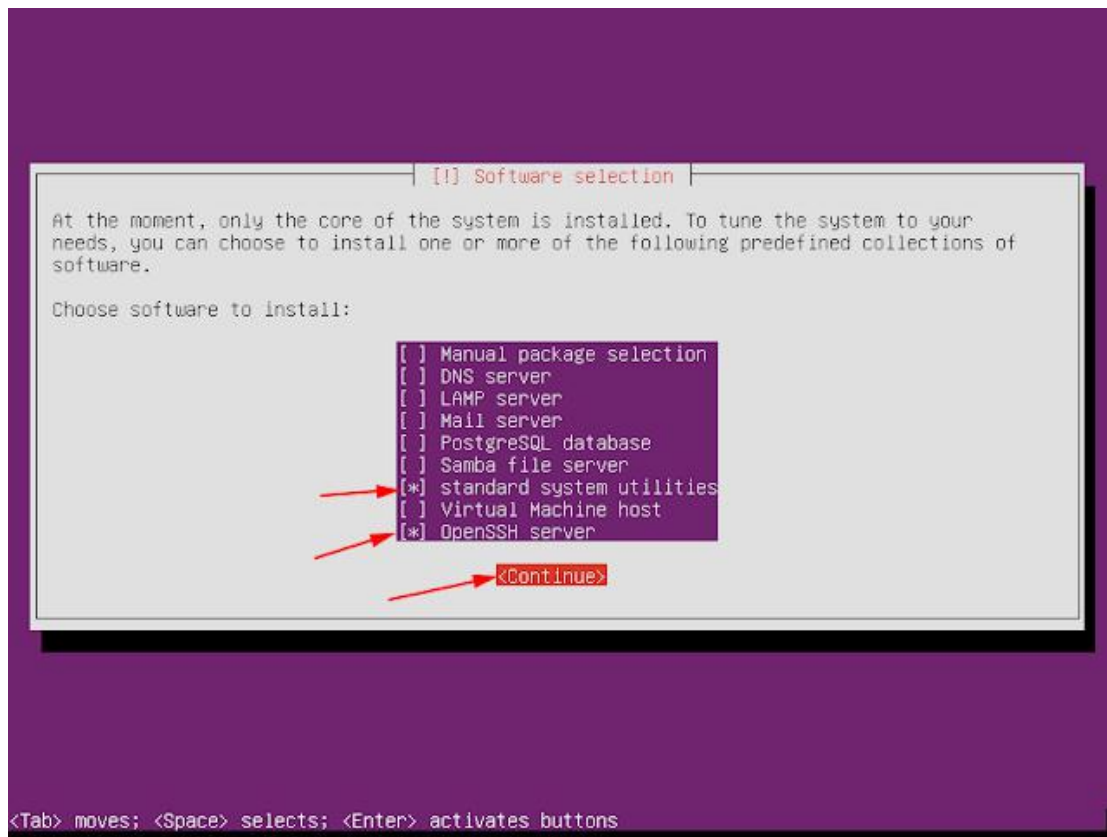 [!] Software selection
At the moment, only the core of the system is installed. To tune the system to your
needs, you can choose to install one or more of the following predefined collections of
software.
Choose software to install:
[ ] Manual package selection
[ ] DNS server
[ ] LAMP server
[ ] Mail server
[ ] PostgreSQL database
[ ] Samba file server
[*] standard system utilities
[ ] Virtual Machine host
[*] OpenSSH server
<Continue>
<Tab> moves; <Space> selects; <Enter> activates buttons